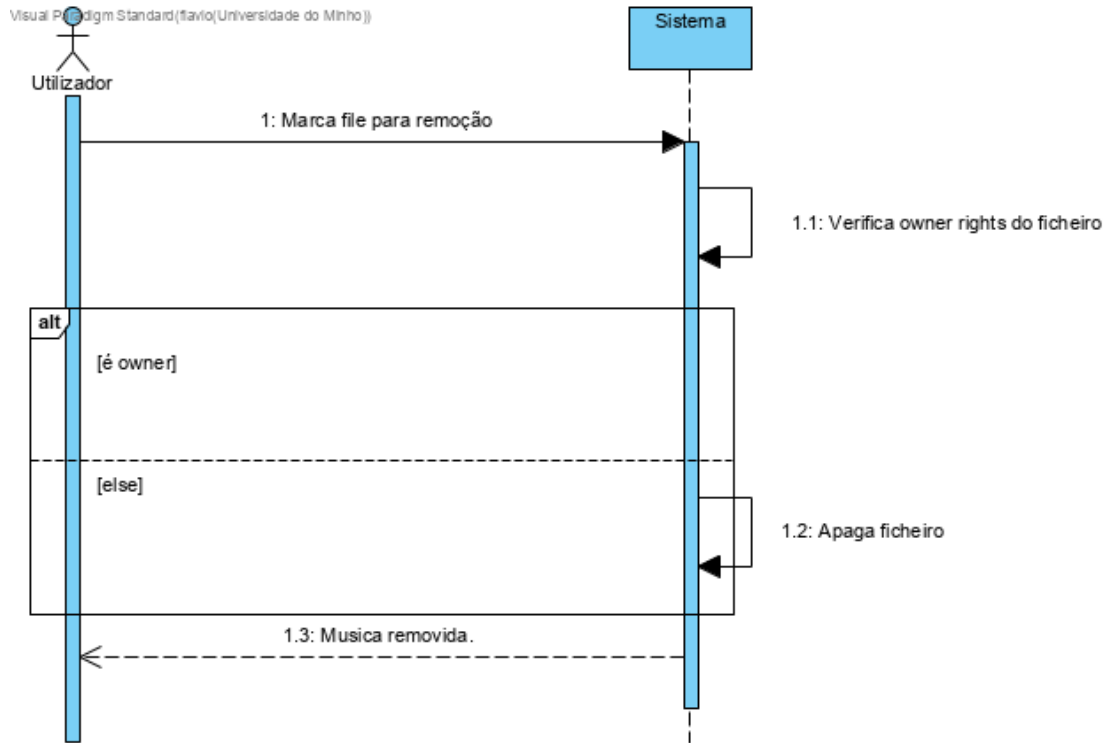 Visual Paradigm Standard(flavio(Universidade do Minho))
Sistema
Utilizador
1: Marca file para remoção
1.1: Verifica owner rights do ficheiro
alt
[é owner]
[else]
1.2: Apaga ficheiro
1.3: Musica removida.